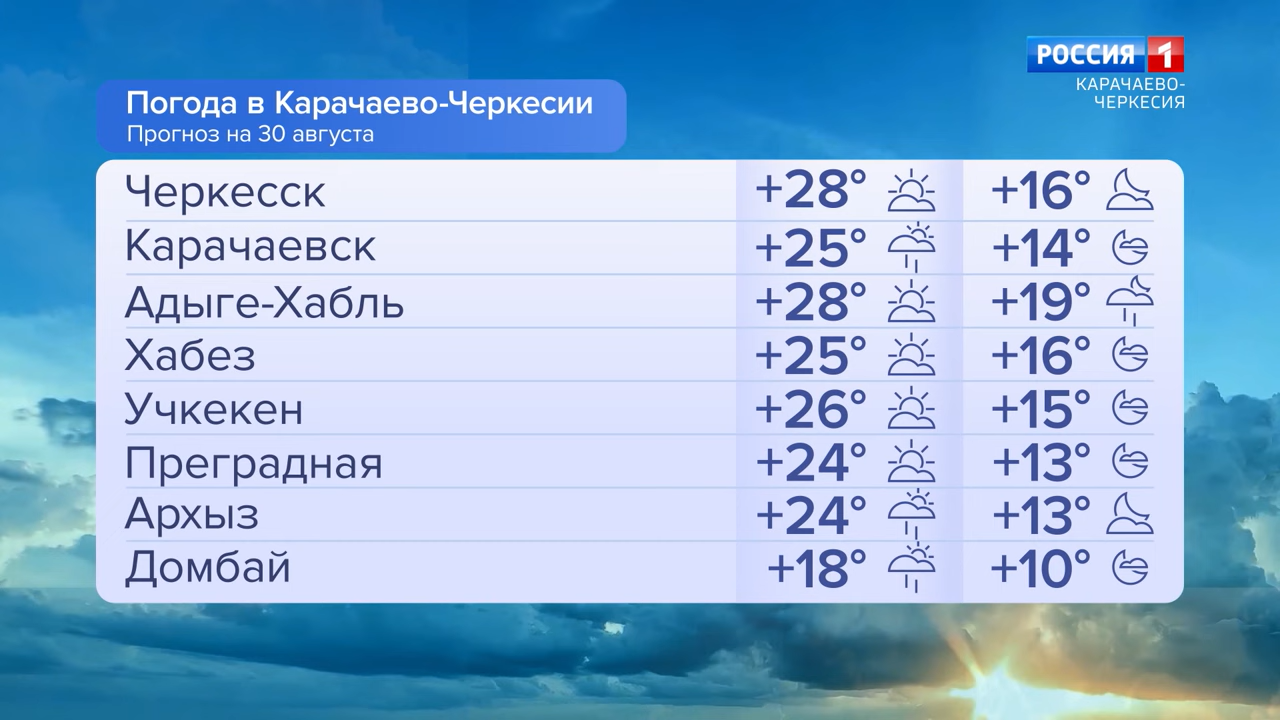 РОССИЯ 1
КАРАЧАЕВО-
ЧЕРКЕСИЯ
Погода в Карачаево-Черкесии
Прогноз на 30 августа
Черкесск +28° +16°
Карачаевск +25° +14°
Адыге-Хабль +28° +19°
Хабез +25° +16°
Учкекен +26° +15°
Преградная +24° +13°
Архыз +24° +13°
Домбай +18° +10°